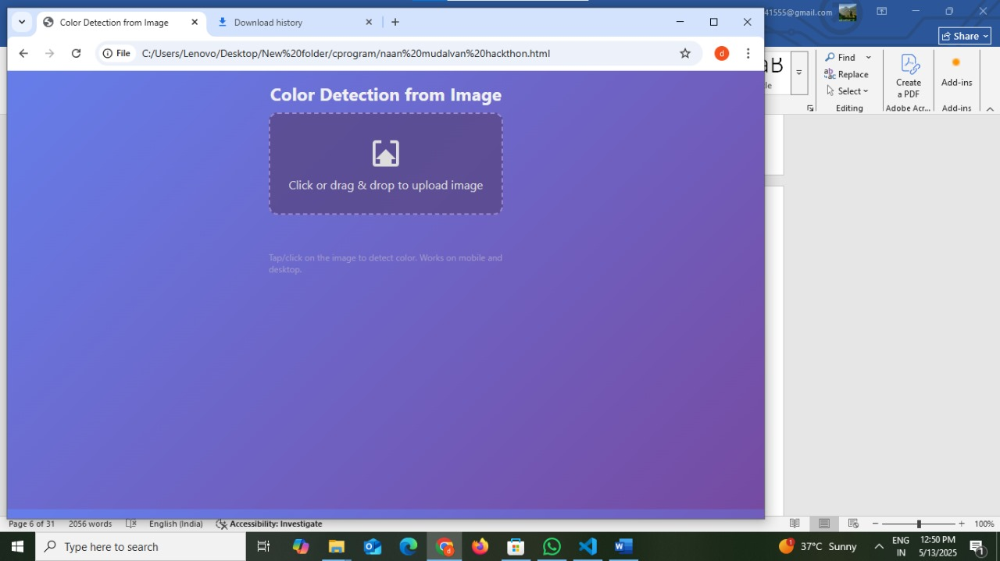 Color Detection from Image
Download history
41555@gmail.com
File
C:/Users/Lenovo/Desktop/New%20folder/cprogram/naan%20mudalvan%20hackthon.html
d
Share
Find
Replace
Select
Editing
Create
a PDF
Adobe Acr...
Add-ins
Add-ins
Color Detection from Image
Click or drag & drop to upload image
Tap/click on the image to detect color. Works on mobile and
desktop.
Page 6 of 31
2056 words
English (India)
Accessibility: Investigate
100%
Type here to search
37°C Sunny
ENG
IN
12:50 PM
5/13/2025
1